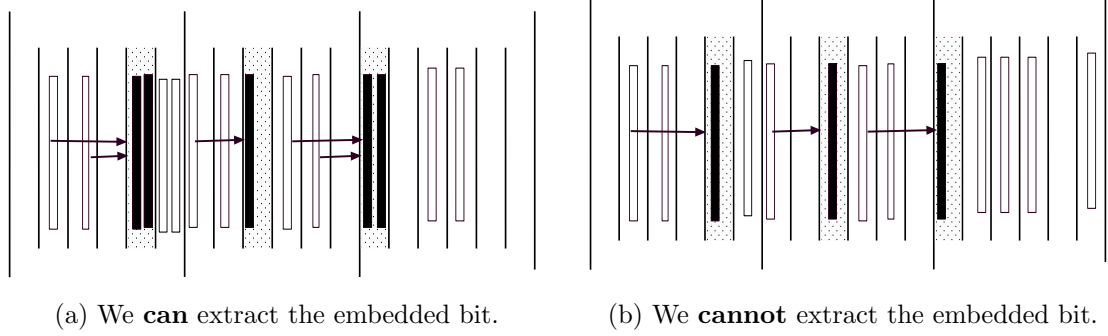 (a) We can extract the embedded bit.
(b) We cannot extract the embedded bit.